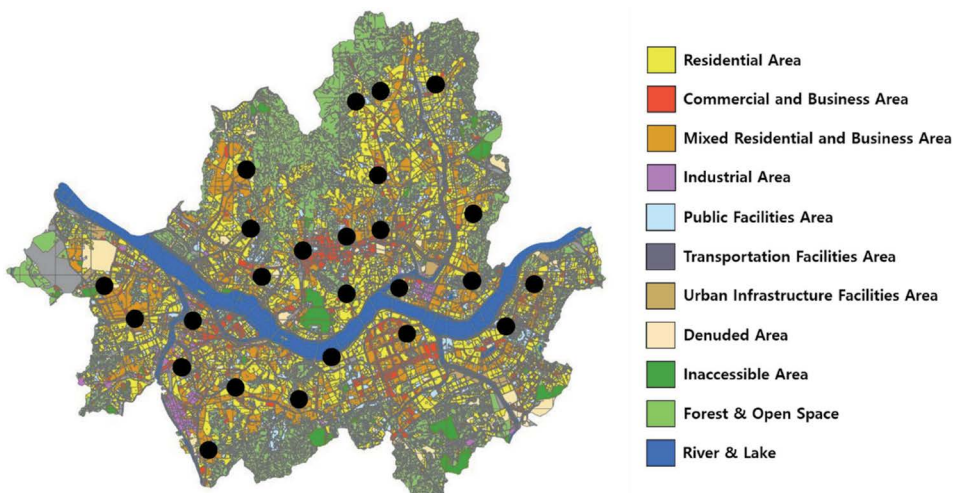 Residential Area
Commercial and Business Area
Mixed Residential and Business Area
Industrial Area
Public Facilities Area
Transportation Facilities Area
Urban Infrastructure Facilities Area
Denuded Area
Inaccessible Area
Forest & Open Space
River & Lake